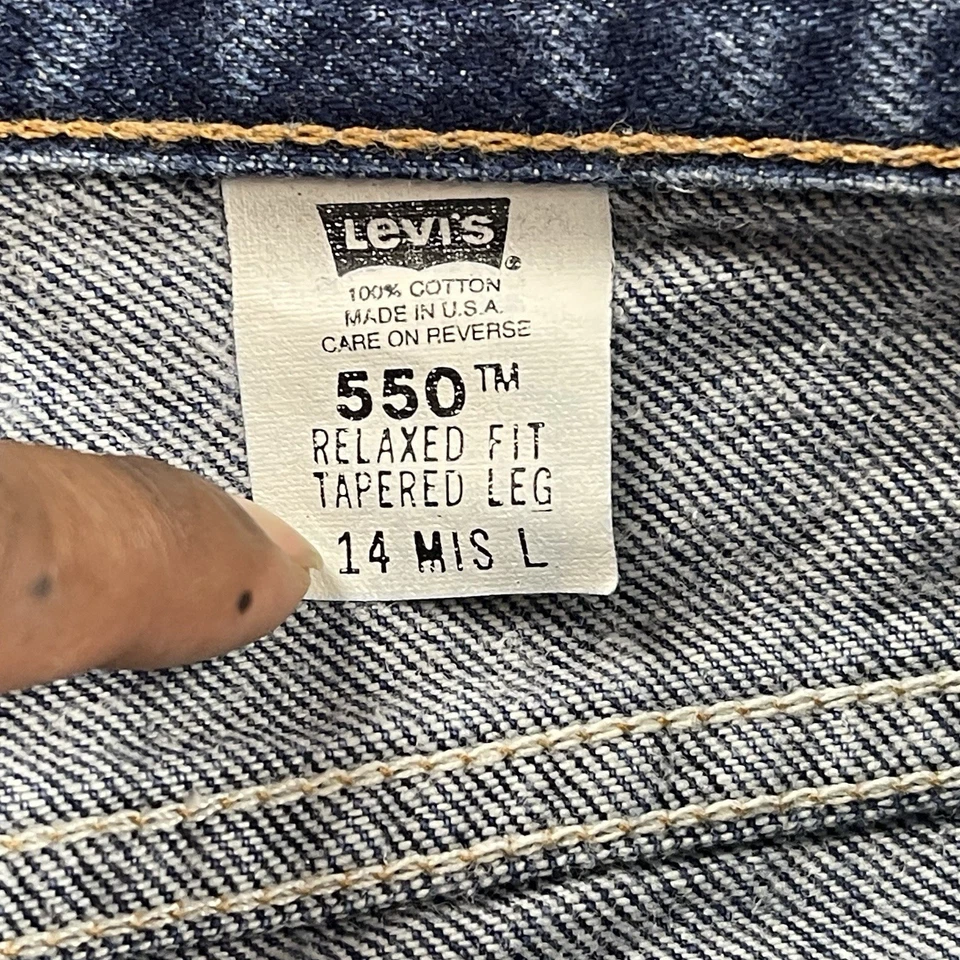 Levi's ®
100% COTTON
MADE IN U.S.A.
CARE ON REVERSE
550™
RELAXED FIT
TAPERED LEG
14 MIS L